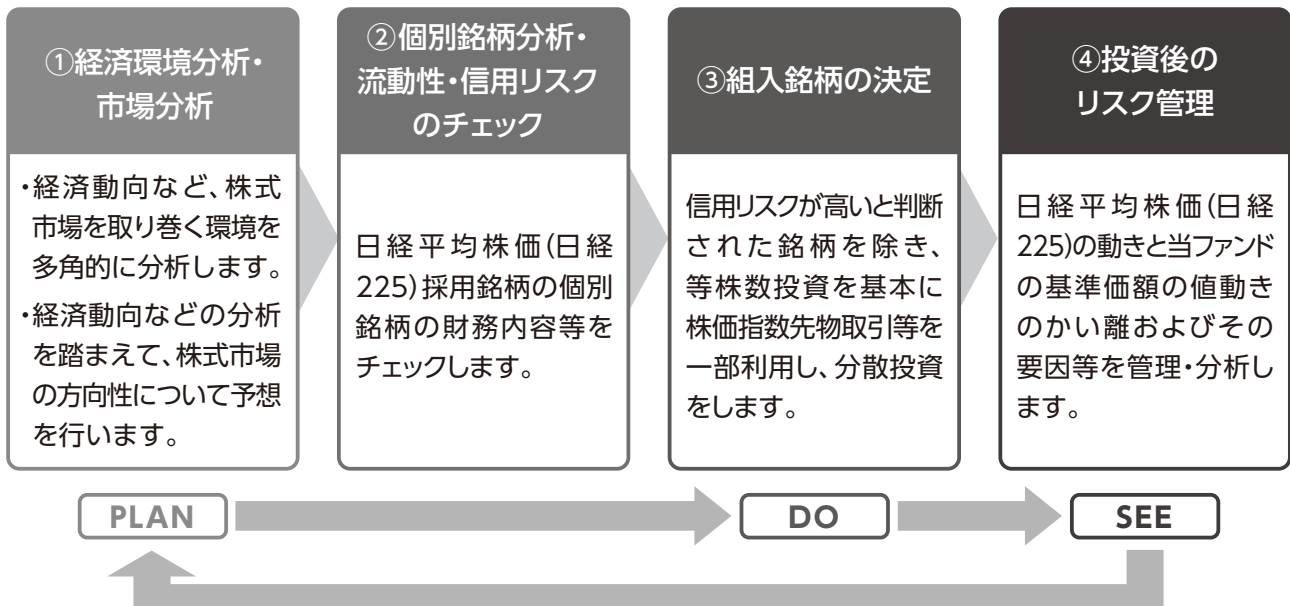 ①経済環境分析・
市場分析
・経済動向など、株式
市場を取り巻く環境を
多角的に分析します。
・経済動向などの分析
を踏まえて、株式市場
の方向性について予想
を行います。
②個別銘柄分析・
流動性・信用リスク
のチェック
日経平均株価(日経
225)採用銘柄の個別
銘柄の財務内容等を
チェックします。
③組入銘柄の決定
信用リスクが高いと判断
された銘柄を除き、
等株数投資を基本に
株価指数先物取引等を
一部利用し、分散投資
をします。
④投資後の
リスク管理
日経平均株価(日経
225)の動きと当ファンド
の基準価額の値動き
のかい離およびその
要因等を管理・分析し
ます。
PLAN
DO
SEE